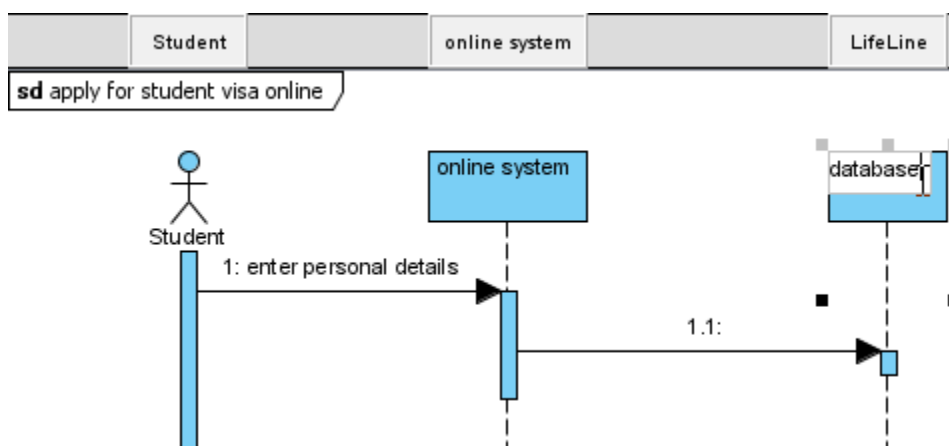 Student
online system
LifeLine
sd apply for student visa online
online system
database
Student
1: enter personal details
1.1: